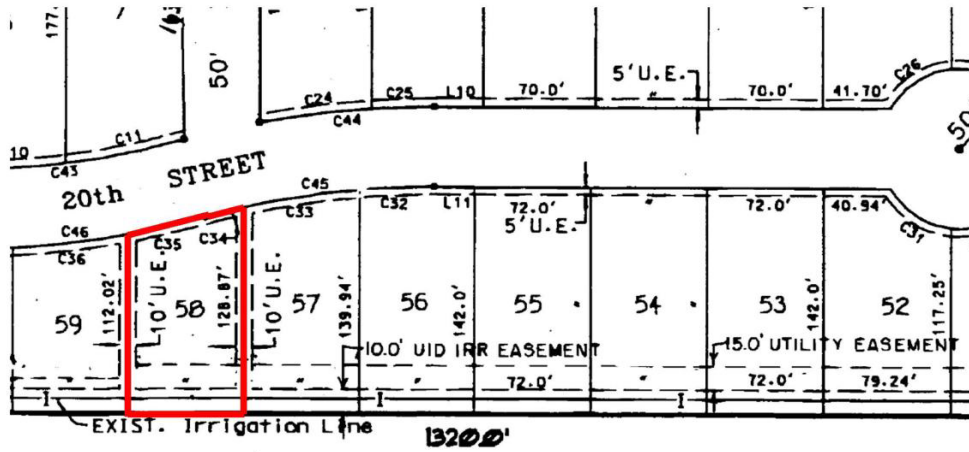 177.
50'
C24
C25
L10
5' U.E.
70.0'
"
70.0'
41.70'
C26
50
10
C43
C11
C44
20th STREET
C46
C36
C35
C34
C45
C33
C32
L11
72.0'
5' U.E.
"
72.0'
40.94'
C31
59
112.02'
10' U.E.
58
128.87'
10' U.E.
57
139.94'
56
142.0'
55
"
54
"
53
142.0'
52
117.25'
10.0' UID IRR EASEMENT
15.0' UTILITY EASEMENT
"
"
"
"
72.0'
"
72.0'
79.24'
I
I
I
EXIST. Irrigation Line
1320.0'